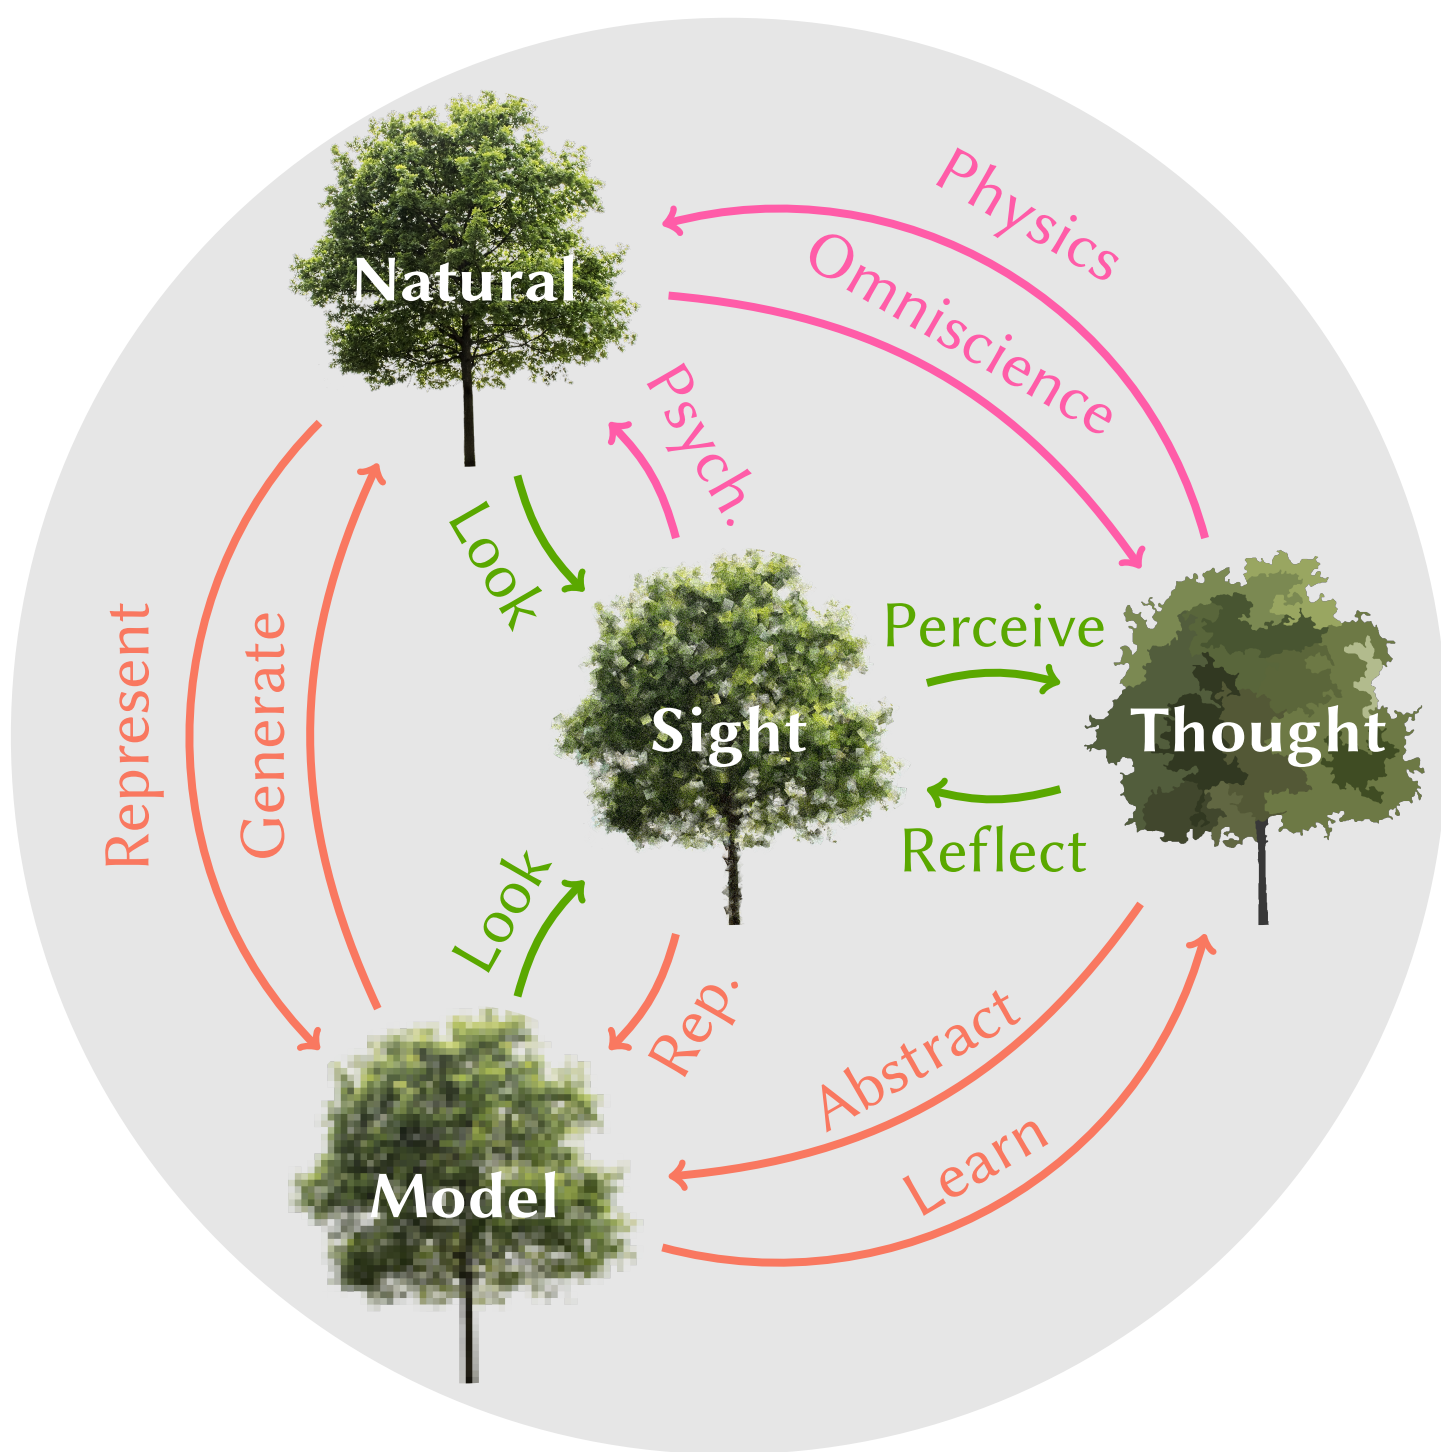 Physics
Omniscience
Natural
Psych.
Look
Represent
Generate
Perceive
Sight
Thought
Reflect
Look
Rep.
Abstract
Learn
Model